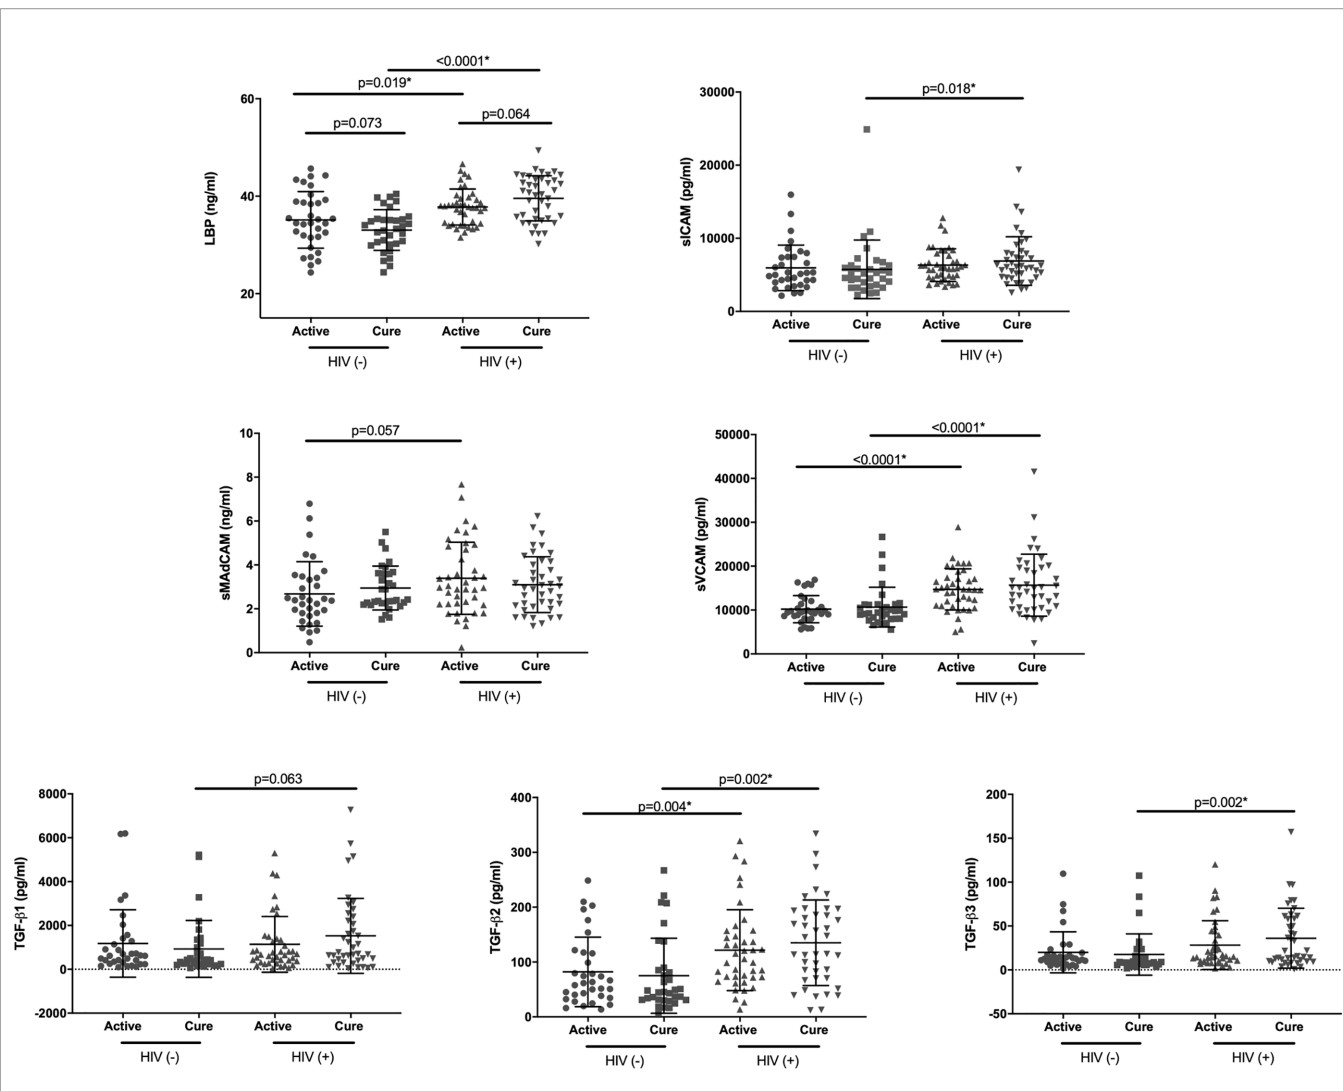 <0.0001*
p=0.019*
p=0.073
p=0.064
60
40
20
LBP (ng/ml)
Active Cure Active Cure
HIV (-) HIV (+)
p=0.018*
30000
20000
10000
0
sICAM (pg/ml)
Active Cure Active Cure
HIV (-) HIV (+)
p=0.057
10
8
6
4
2
0
sMAdCAM (ng/ml)
Active Cure Active Cure
HIV (-) HIV (+)
<0.0001*
<0.0001*
50000
40000
30000
20000
10000
0
sVCAM (pg/ml)
Active Cure Active Cure
HIV (-) HIV (+)
p=0.063
8000
6000
4000
2000
0
-2000
TGF-β1 (pg/ml)
Active Cure Active Cure
HIV (-) HIV (+)
p=0.002*
p=0.004*
400
300
200
100
0
TGF-β2 (pg/ml)
Active Cure Active Cure
HIV (-) HIV (+)
p=0.002*
200
150
100
50
0
-50
TGF-β3 (pg/ml)
Active Cure Active Cure
HIV (-) HIV (+)